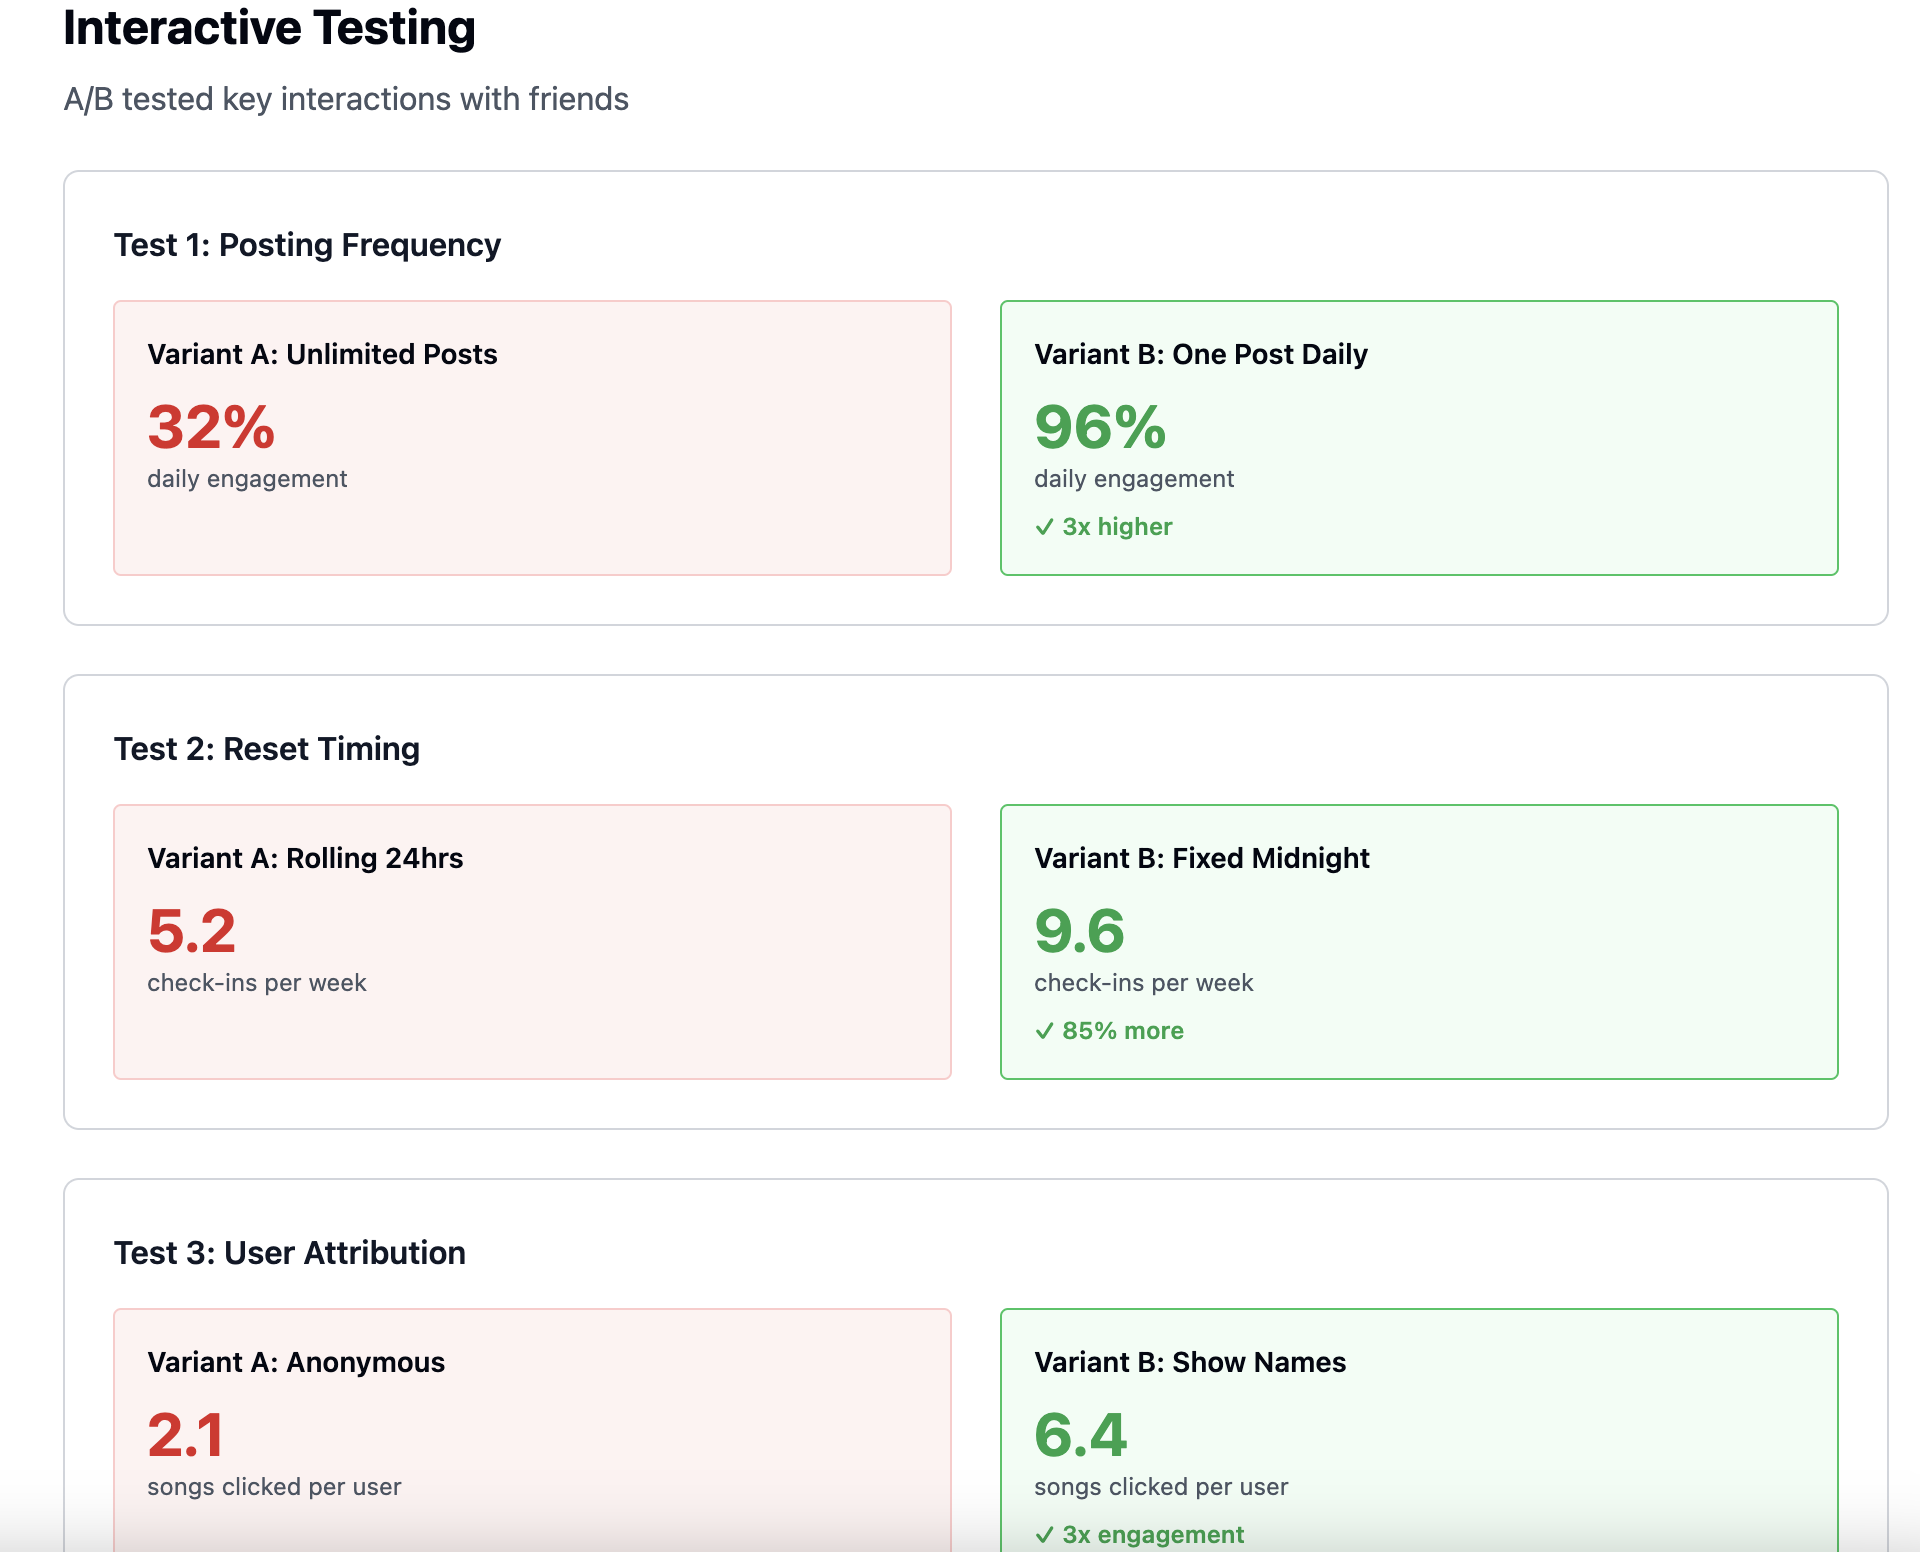 Interactive Testing
A/B tested key interactions with friends
Test 1: Posting Frequency
Variant A: Unlimited Posts
32%
daily engagement
Variant B: One Post Daily
96%
daily engagement
✓ 3x higher
Test 2: Reset Timing
Variant A: Rolling 24hrs
5.2
check-ins per week
Variant B: Fixed Midnight
9.6
check-ins per week
✓ 85% more
Test 3: User Attribution
Variant A: Anonymous
2.1
songs clicked per user
Variant B: Show Names
6.4
songs clicked per user
✓ 3x engagement